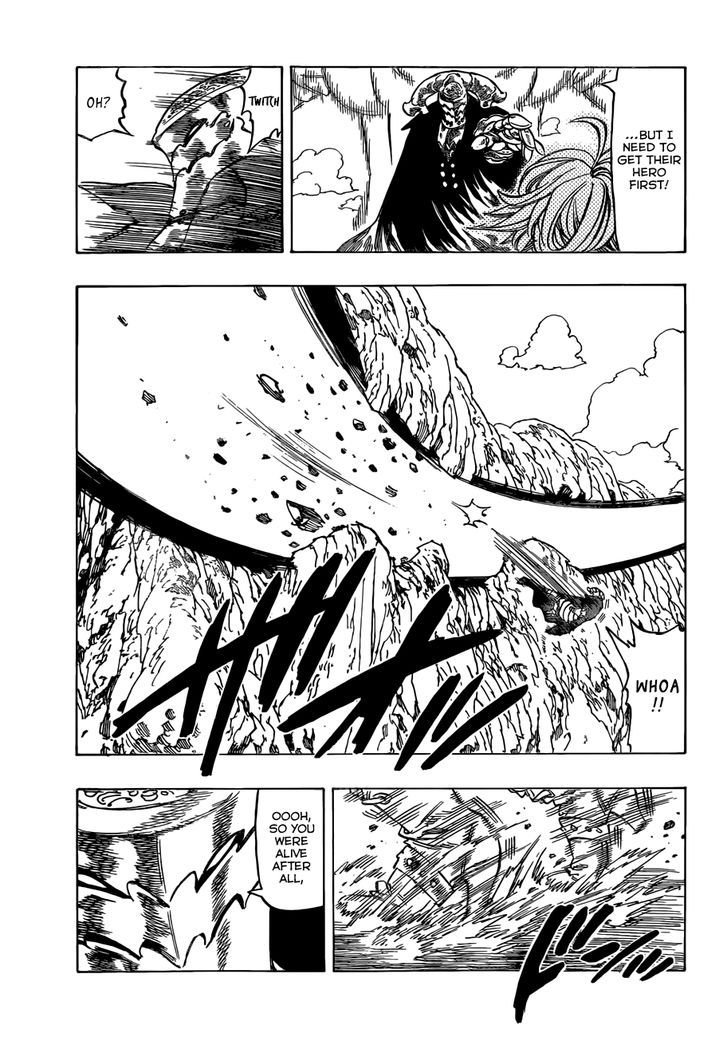 ...BUT I
NEED TO
GET THEIR
HERO
FIRST!
TWITCH
OH?
WHOA
!!
OOOH,
SO YOU
WERE
ALIVE
AFTER
ALL,